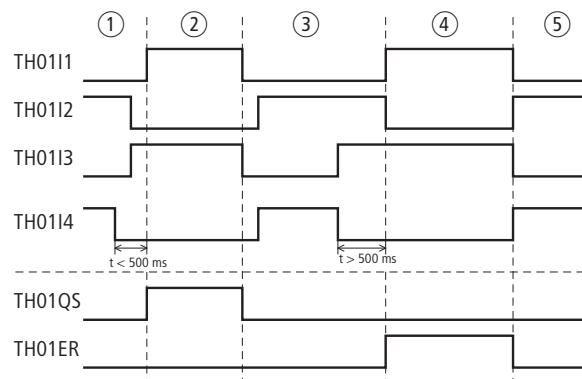 ① ② ③ ④ ⑤
TH01I1
TH01I2
TH01I3
TH01I4
t < 500 ms t > 500 ms
TH01QS
TH01ER